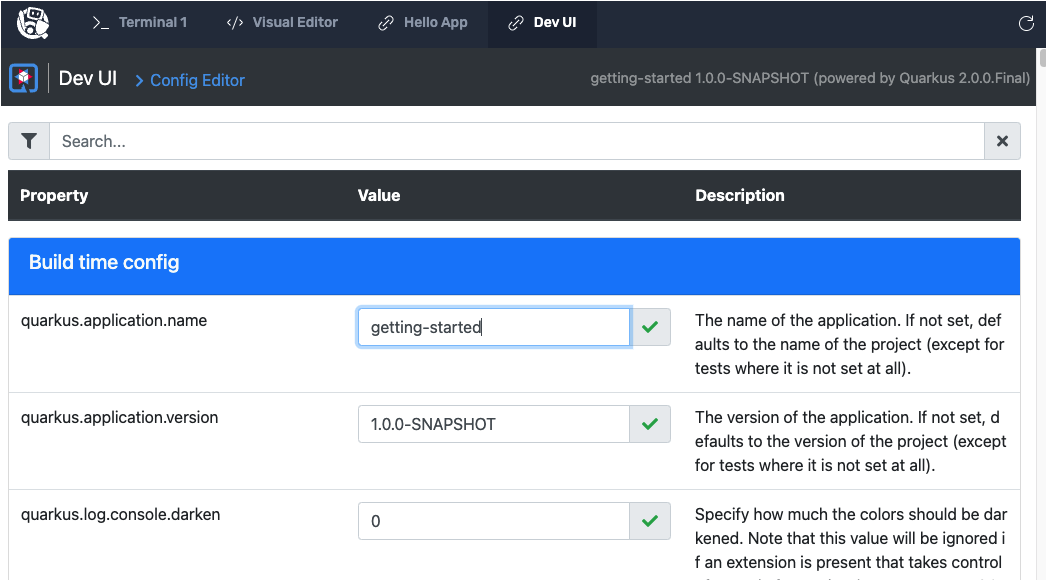 >_ Terminal 1 </> Visual Editor Hello App Dev UI
Dev UI > Config Editor getting-started 1.0.0-SNAPSHOT (powered by Quarkus 2.0.0.Final)
Search...
Property Value Description
Build time config
quarkus.application.name getting-started The name of the application. If not set, def
aults to the name of the project (except for
tests where it is not set at all).
quarkus.application.version 1.0.0-SNAPSHOT The version of the application. If not set, d
efaults to the version of the project (except
for tests where it is not set at all).
quarkus.log.console.darken 0 Specify how much the colors should be dar
kened. Note that this value will be ignored i
f an extension is present that takes control